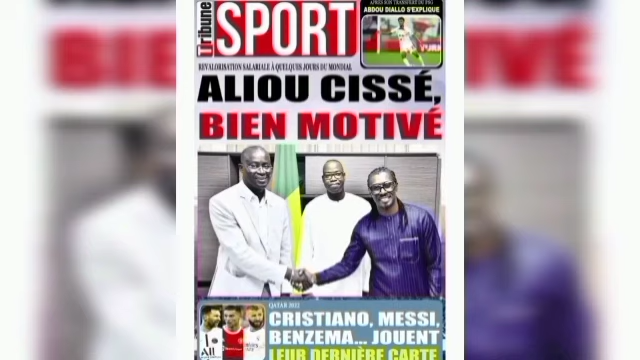 Tribune
SPORT
APRÈS SON TRANSFERT DU PSG
ABDOU DIALLO S'EXPLIQUE
REVALORISATION SALARIALE À QUELQUES JOURS DU MONDIAL
ALIOU CISSÉ,
BIEN MOTIVÉ
QATAR 2022
CRISTIANO, MESSI,
BENZEMA... JOUENT
LEUR DERNIÈRE CARTE
ALL